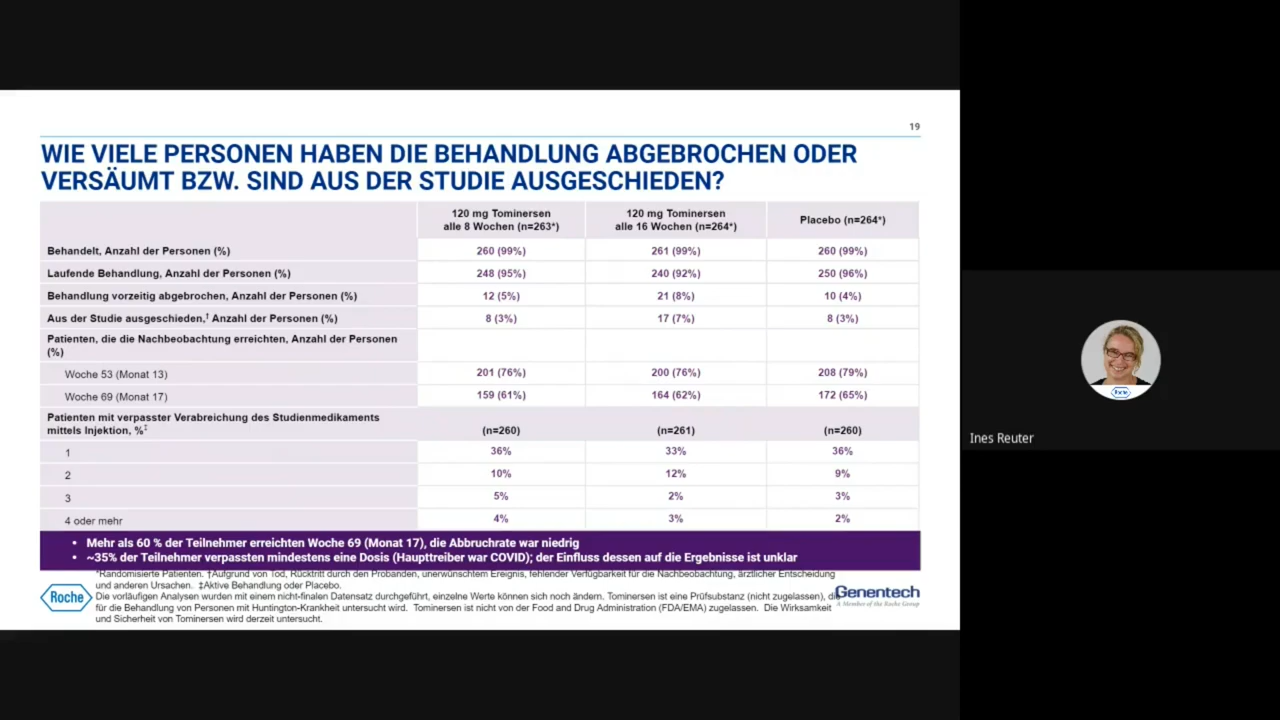 19
WIE VIELE PERSONEN HABEN DIE BEHANDLUNG ABGEBROCHEN ODER
VERSÄUMT BZW. SIND AUS DER STUDIE AUSGESCHIEDEN?
120 mg Tominersen
alle 8 Wochen (n=263*)
120 mg Tominersen
alle 16 Wochen (n=264*)
Placebo (n=264*)
Behandelt, Anzahl der Personen (%) 260 (99%) 261 (99%) 260 (99%)
Laufende Behandlung, Anzahl der Personen (%) 248 (95%) 240 (92%) 250 (96%)
Behandlung vorzeitig abgebrochen, Anzahl der Personen (%) 12 (5%) 21 (8%) 10 (4%)
Aus der Studie ausgeschieden,† Anzahl der Personen (%) 8 (3%) 17 (7%) 8 (3%)
Patienten, die die Nachbeobachtung erreichten, Anzahl der Personen
(%)
Woche 53 (Monat 13) 201 (76%) 200 (76%) 208 (79%)
Woche 69 (Monat 17) 159 (61%) 164 (62%) 172 (65%)
Patienten mit verpasster Verabreichung des Studienmedikaments
mittels Injektion, %‡ (n=260) (n=261) (n=260)
1 36% 33% 36%
2 10% 12% 9%
3 5% 2% 3%
4 oder mehr 4% 3% 2%
• Mehr als 60 % der Teilnehmer erreichten Woche 69 (Monat 17), die Abbruchrate war niedrig
• ~35% der Teilnehmer verpassten mindestens eine Dosis (Haupttreiber war COVID); der Einfluss dessen auf die Ergebnisse ist unklar
*Randomisierte Patienten. †Aufgrund von Tod, Rücktritt durch den Probanden, unerwünschtem Ereignis, fehlender Verfügbarkeit für die Nachbeobachtung, ärztlicher Entscheidung
und anderen Ursachen. ‡Aktive Behandlung oder Placebo.
Die vorläufigen Analysen wurden mit einem nicht-finalen Datensatz durchgeführt, einzelne Werte können sich noch ändern. Tominersen ist eine Prüfsubstanz (nicht zugelassen), die
für die Behandlung von Personen mit Huntington-Krankheit untersucht wird. Tominersen ist nicht von der Food and Drug Administration (FDA/EMA) zugelassen. Die Wirksamkeit
und Sicherheit von Tominersen wird derzeit untersucht.
Roche
Genentech
A Member of the Roche Group
Roche
Ines Reuter